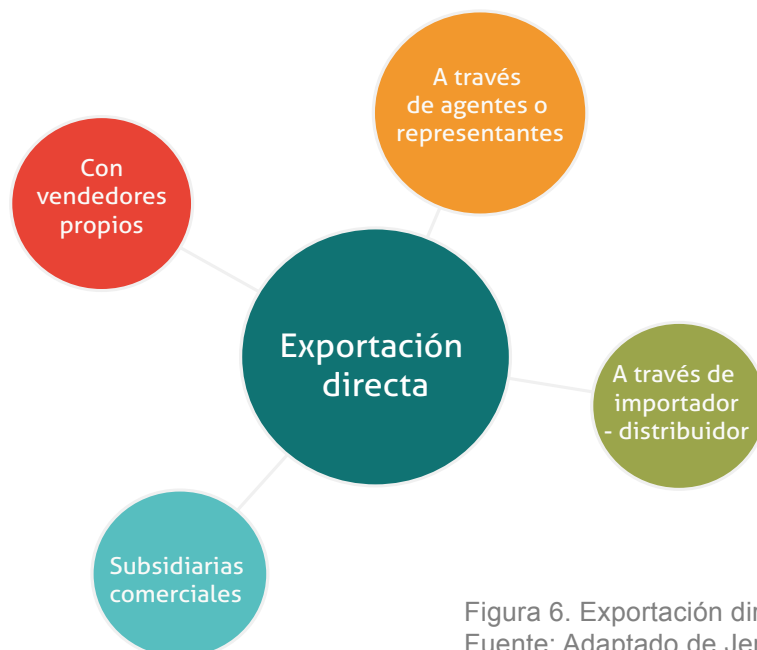 A través
de agentes o
representantes
Con
vendedores
propios
Exportación
directa
A través de
importador
- distribuidor
Subsidiarias
comerciales
Figura 6. Exportación
Fuente: Adaptado de